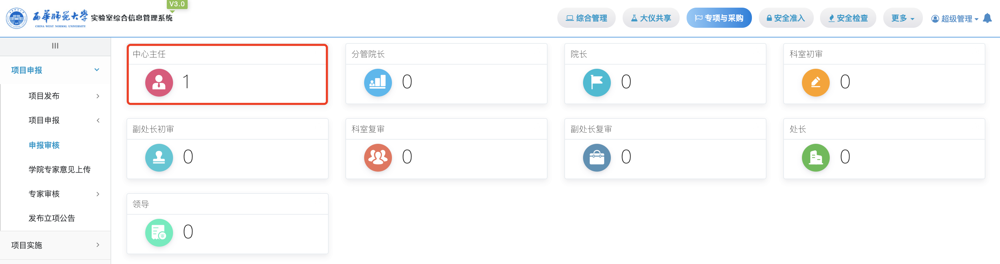 V3.0
西华师范大学
CHINA WEST NORMAL UNIVERSITY
实验室综合信息管理系统
综合管理
大仪共享
专项与采购
安全准入
安全检查
更多
超级管理
项目申报
项目发布
项目申报
申报审核
学院专家意见上传
专家审核
发布立项公告
项目实施
中心主任
1
分管院长
0
院长
0
科室初审
0
副处长初审
0
科室复审
0
副处长复审
0
处长
0
领导
审
0